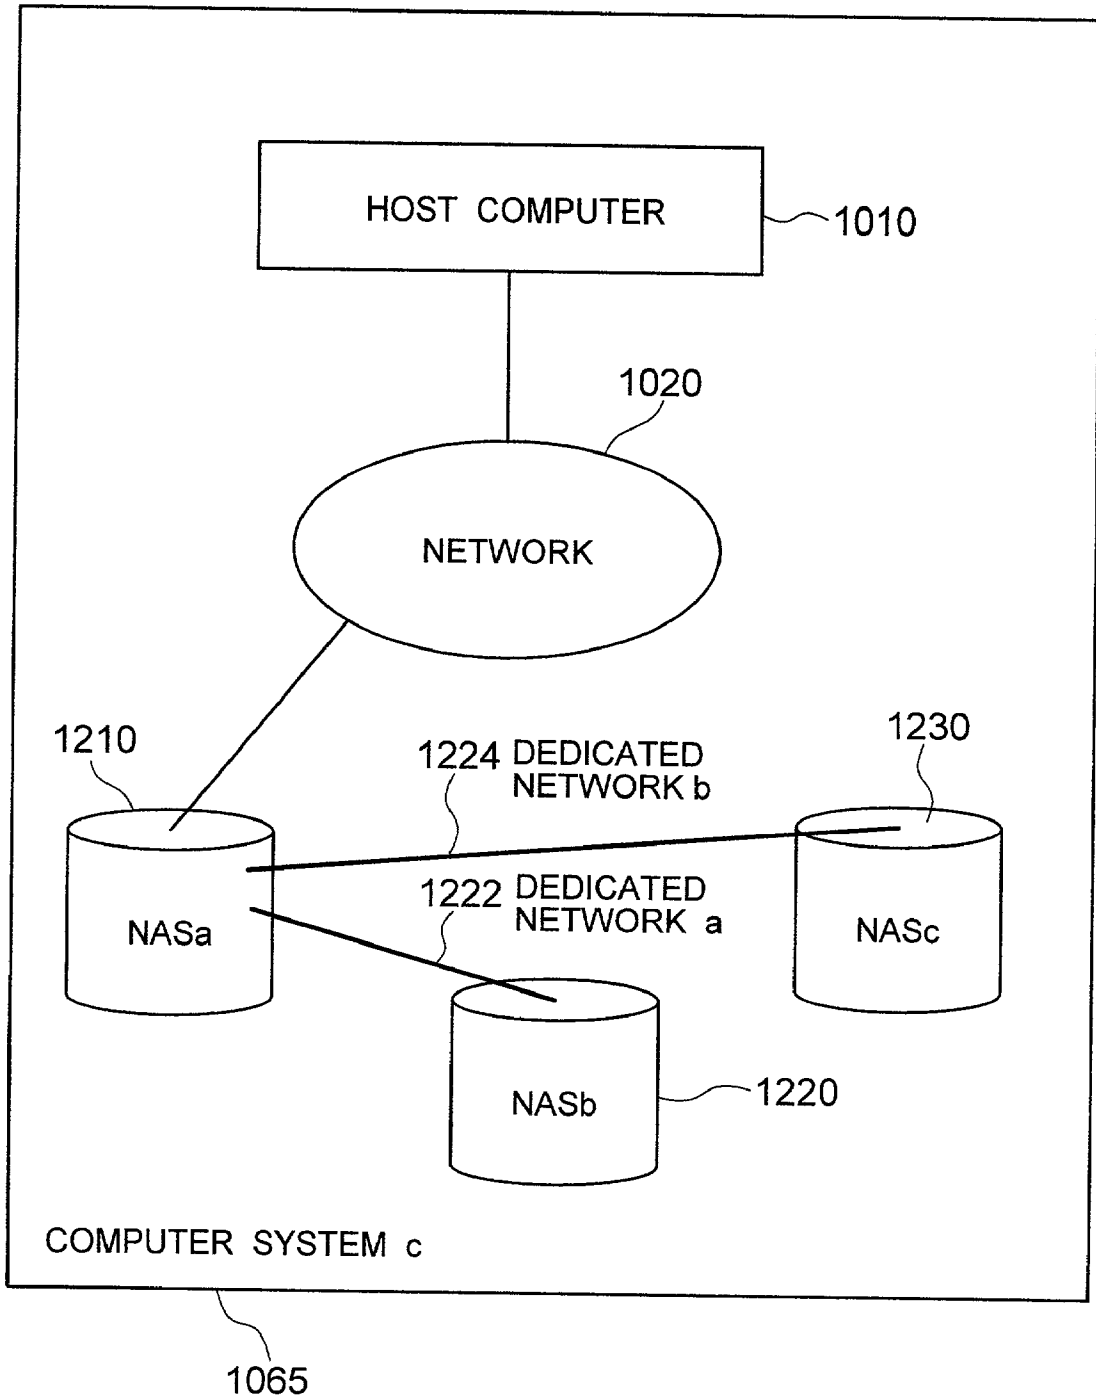 HOST COMPUTER
1010
1020
NETWORK
1210
1224 DEDICATED
NETWORK b
1230
1222 DEDICATED
NETWORK a
NASa
NASc
NASb
1220
COMPUTER SYSTEM c
1065